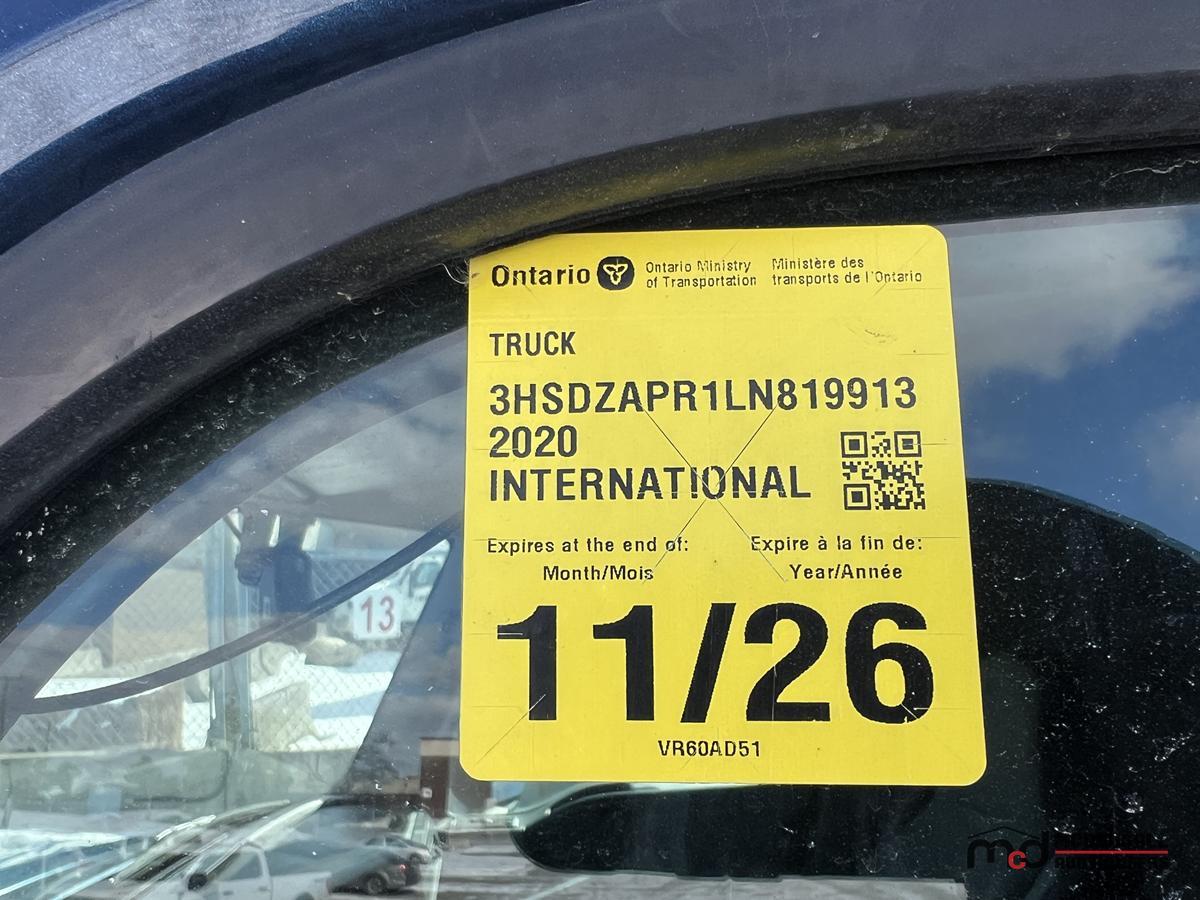 Ontario
Ontario Ministry of Transportation
Ministère des transports de l'Ontario
TRUCK
3HSDZAPR1LN819913
2020
INTERNATIONAL
Expires at the end of: Expire à la fin de:
Month/Mois Year/Année
11/26
VR60AD51
13
mcd